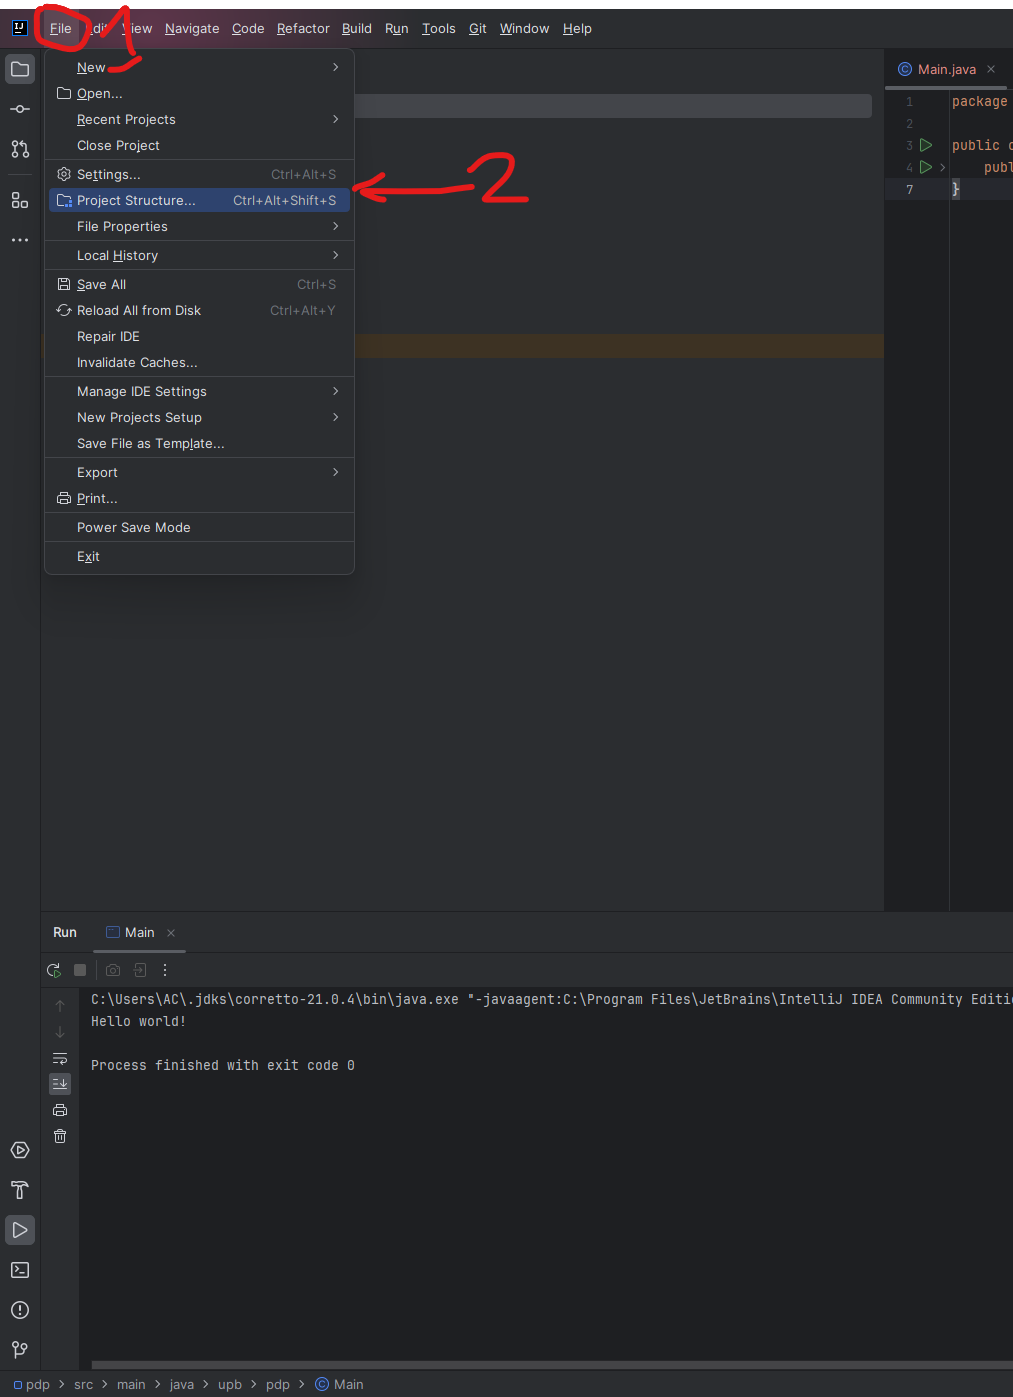 IJ File Edit View Navigate Code Refactor Build Run Tools Git Window Help
1
New
Open...
Recent Projects
Close Project
Settings... Ctrl+Alt+S
Project Structure... Ctrl+Alt+Shift+S
2
File Properties
Local History
Save All Ctrl+S
Reload All from Disk Ctrl+Alt+Y
Repair IDE
Invalidate Caches...
Manage IDE Settings
New Projects Setup
Save File as Template...
Export
Print...
Power Save Mode
Exit
Main.java
1 package
2
3 public c
4 publ
7 }
Run Main
C:\Users\AC\.jdks\corretto-21.0.4\bin\java.exe "-javaagent:C:\Program Files\JetBrains\IntelliJ IDEA Community Editio
Hello world!
Process finished with exit code 0
pdp > src > main > java > upb > pdp > Main